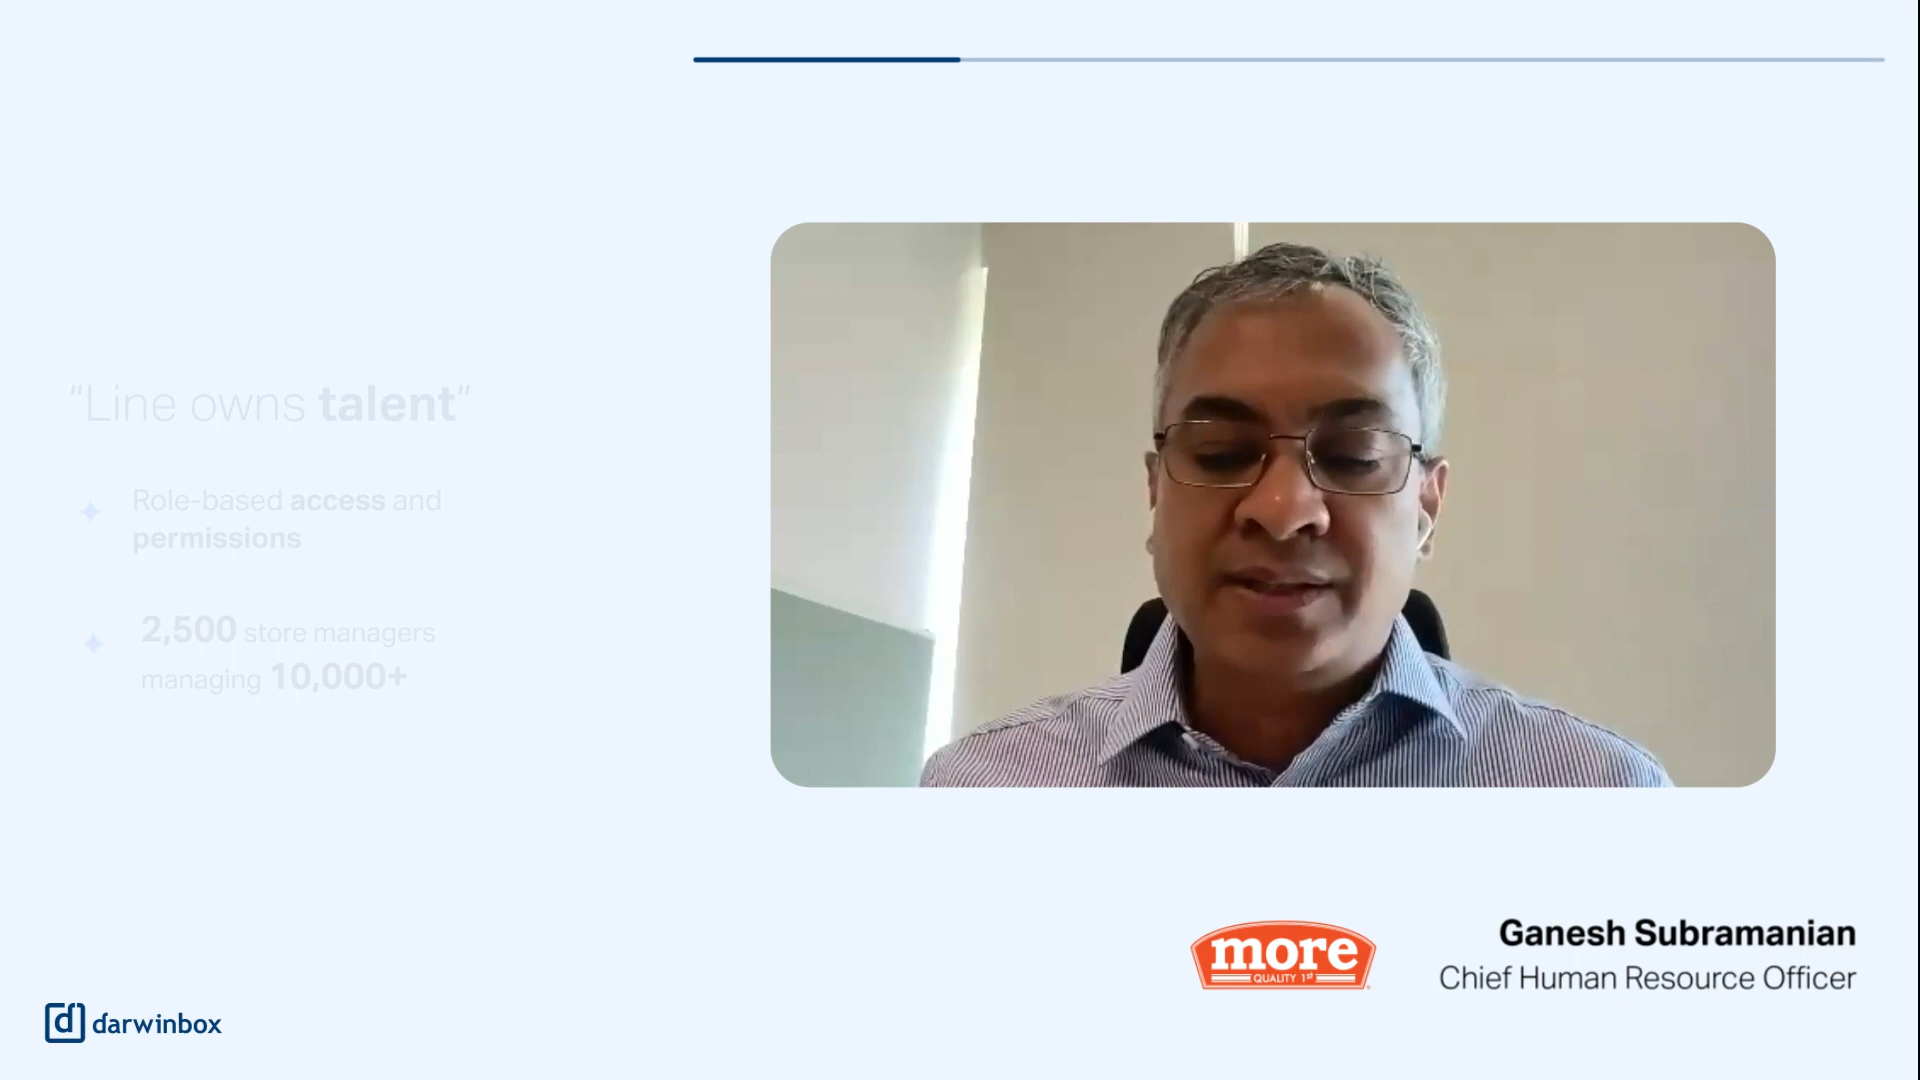 “Line owns talent”
Role-based access and
permissions
2,500 store managers
managing 10,000+
more
QUALITY 1st
Ganesh Subramanian
Chief Human Resource Officer
darwinbox